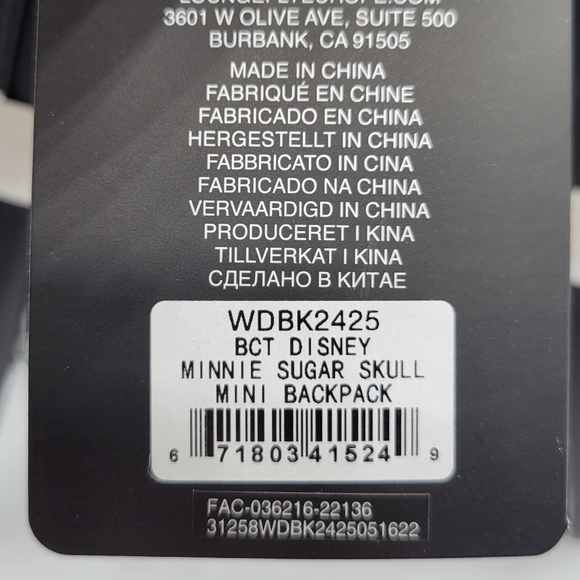 LOUNGEFLYEUROPE.COM
3601 W OLIVE AVE, SUITE 500
BURBANK, CA 91505
MADE IN CHINA
FABRIQUÉ EN CHINE
FABRICADO EN CHINA
HERGESTELLT IN CHINA
FABBRICATO IN CINA
FABRICADO NA CHINA
VERVAARDIGD IN CHINA
PRODUCERET I KINA
TILLVERKAT I KINA
СДЕЛАНО В КИТАЕ
WDBK2425
BCT DISNEY
MINNIE SUGAR SKULL
MINI BACKPACK
6 71803 41524 9
FAC-036216-22136
31258WDBK2425051622